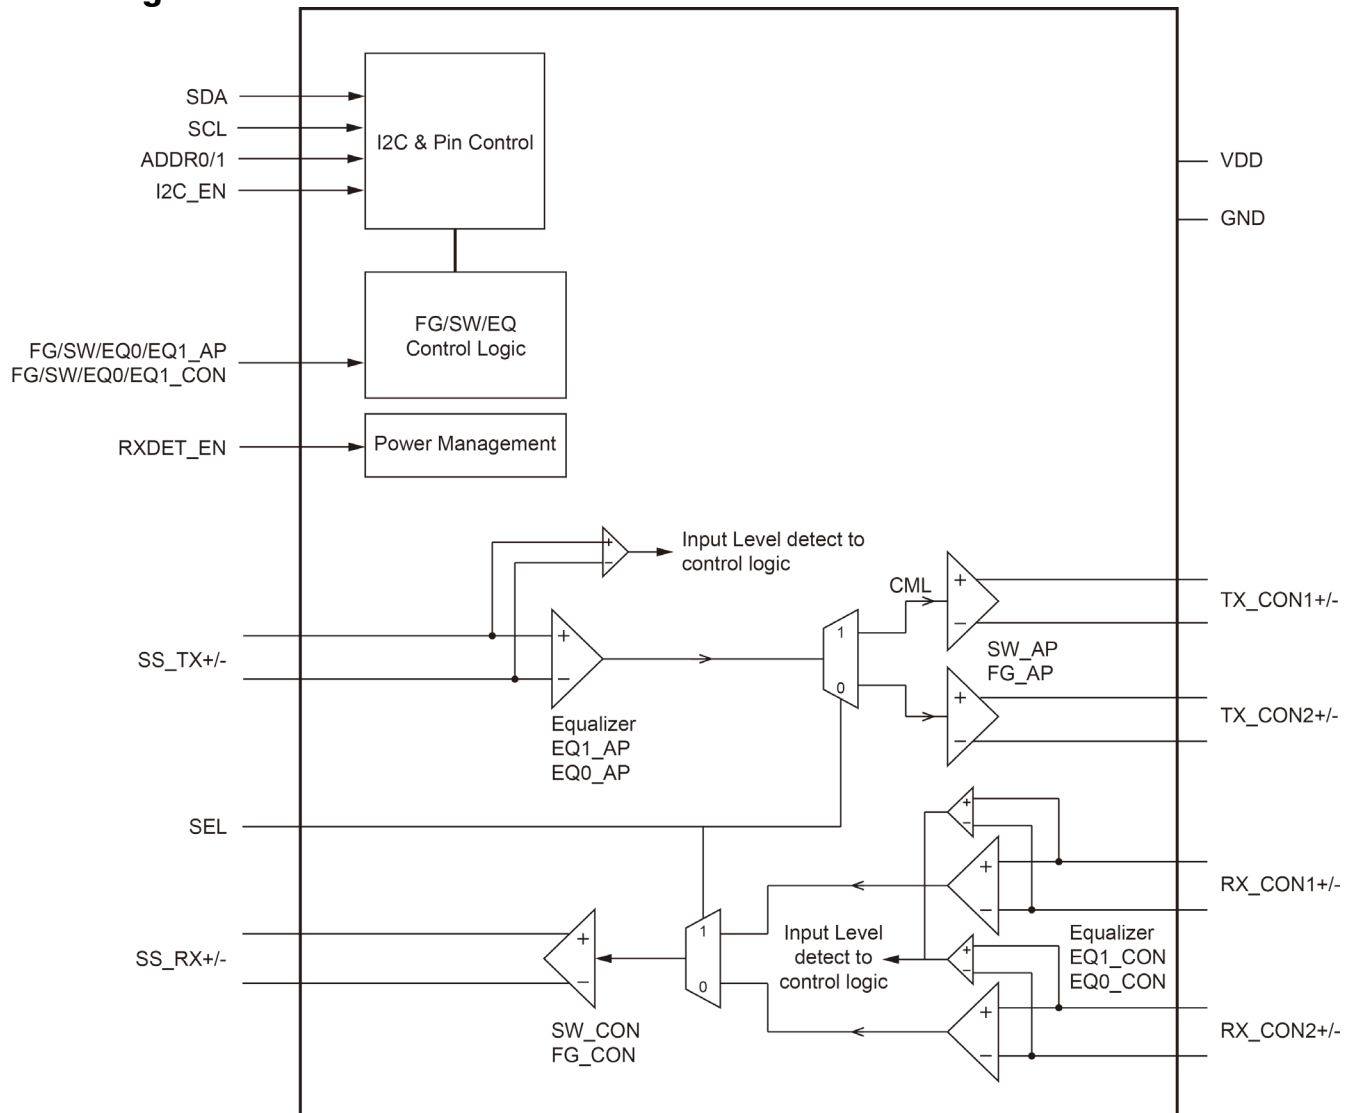 SDA
SCL
ADDR0/1
I2C_EN
I2C & Pin Control
VDD
GND
FG/SW/EQ
Control Logic
FG/SW/EQ0/EQ1_AP
FG/SW/EQ0/EQ1_CON
RXDET_EN
Power Management
+
−
Input Level detect to
control logic
CML
+
−
TX_CON1+/-
SS_TX+/-
+
−
1
0
SW_AP
FG_AP
+
−
TX_CON2+/-
Equalizer
EQ1_AP
EQ0_AP
SEL
+
−
+
−
RX_CON1+/-
SS_RX+/-
+
−
1
0
Input Level
detect to
control logic
+
−
Equalizer
EQ1_CON
EQ0_CON
+
−
RX_CON2+/-
SW_CON
FG_CON